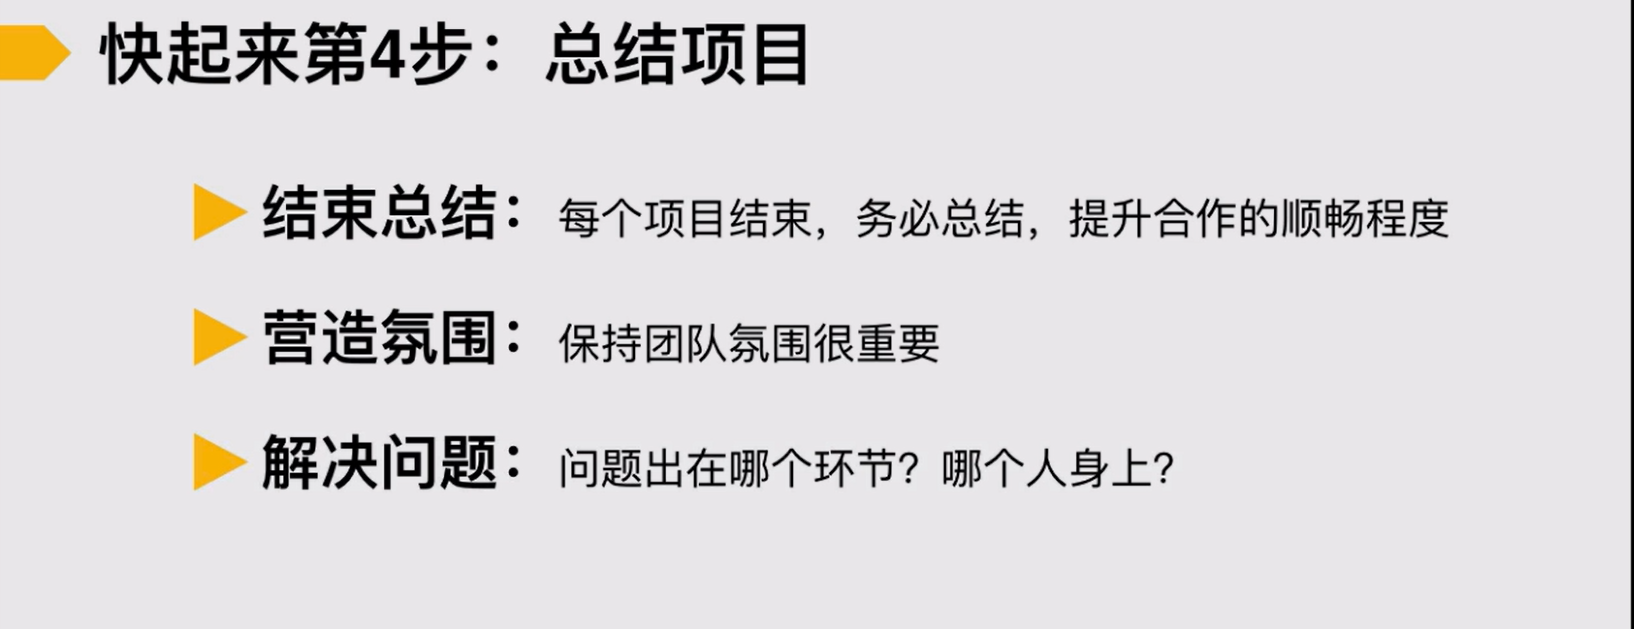 快起来第4步：总结项目
结束总结：每个项目结束，务必总结，提升合作的顺畅程度
营造氛围：保持团队氛围很重要
解决问题：问题出在哪个环节？哪个人身上？